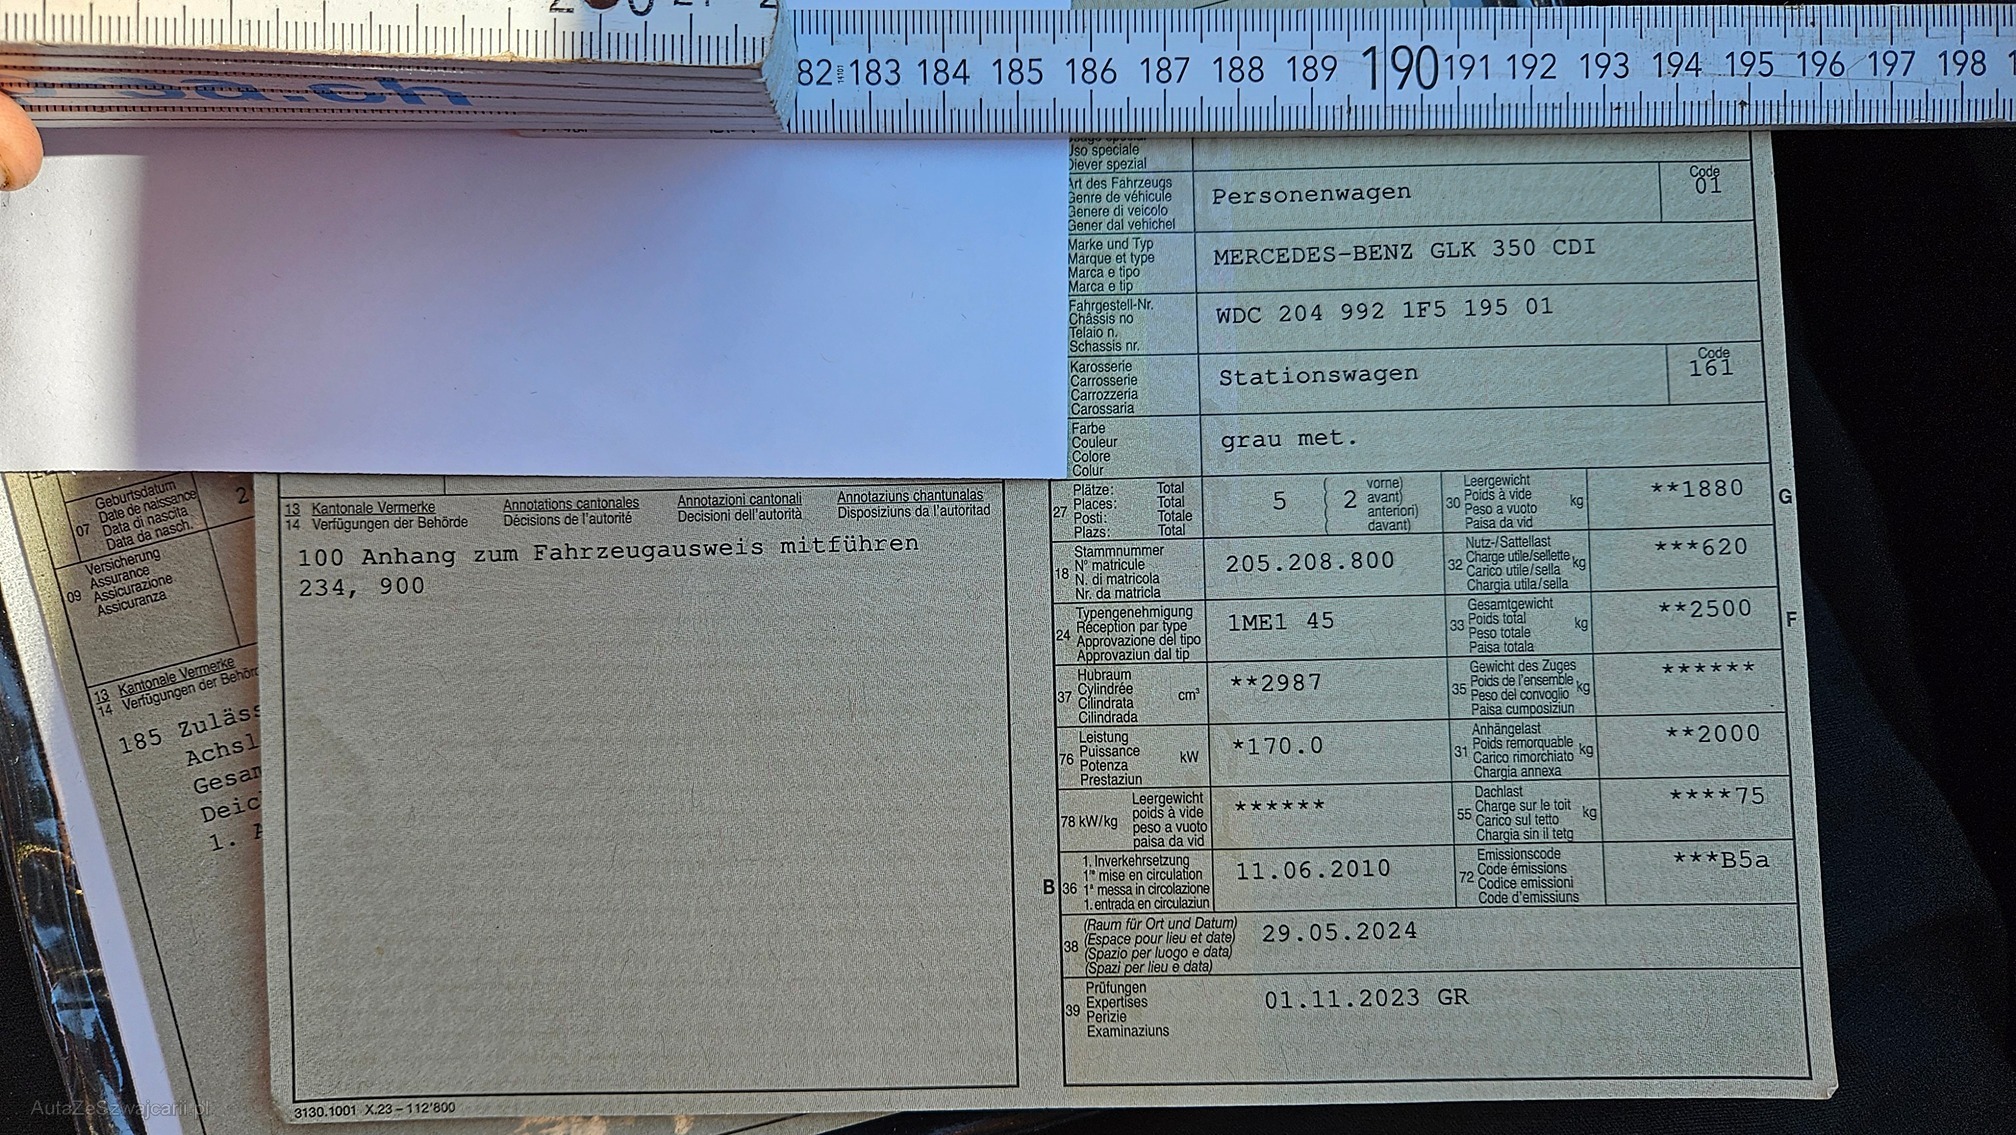 82 183 184 185 186 187 188 189 190 191 192 193 194 195 196 197 198
Uso speciale
Diever spezial
Art des Fahrzeugs
Genre de véhicule
Genere di veicolo
Gener dal vehichel
Personenwagen
Code
01
Marke und Typ
Marque et type
Marca e tipo
Marca e tip
MERCEDES-BENZ GLK 350 CDI
Fahrgestell-Nr.
Châssis no
Telaio n.
Schassis nr.
WDC 204 992 1F5 195 01
Karosserie
Carrosserie
Carrozzeria
Carossaria
Stationswagen
Code
161
Farbe
Couleur
Colore
Colur
grau met.
27 Plätze: Total
Places: Total
Posti: Totale
Plazs: Total
5 2
vorne)
avant)
anteriori)
davant)
30 Leergewicht
Poids à vide kg
Peso a vuoto
Paisa da vid
**1880
G
18 Stammnummer
N° matricule
N. di matricola
Nr. da matricla
205.208.800
32 Nutz-/Sattellast
Charge utile/sellette kg
Carico utile/sella
Chargia utila/sella
***620
24 Typengenehmigung
Réception par type
Approvazione del tipo
Approvaziun dal tip
1ME1 45
33 Gesamtgewicht
Poids total kg
Peso totale
Paisa totala
**2500
F
37 Hubraum
Cylindrée cm³
Cilindrata
Cilindrada
**2987
35 Gewicht des Zuges
Poids de l'ensemble kg
Peso del convoglio
Paisa cumposiziun
******
76 Leistung
Puissance kW
Potenza
Prestaziun
*170.0
31 Anhängelast
Poids remorquable kg
Carico rimorchiato
Chargia annexa
**2000
78 kW/kg Leergewicht
poids à vide
peso a vuoto
paisa da vid
******
55 Dachlast
Charge sur le toit kg
Carico sul tetto
Chargia sin il tetg
****75
B 36 1. Inverkehrsetzung
1re mise en circulation
1a messa in circolazione
1. entrada en circulaziun
11.06.2010
72 Emissionscode
Code émissions
Codice emissioni
Code d'emissiuns
***B5a
38 (Raum für Ort und Datum)
(Espace pour lieu et date)
(Spazio per luogo e data)
(Spazi per lieu e data)
29.05.2024
39 Prüfungen
Expertises
Perizie
Examinaziuns
01.11.2023 GR
13 Kantonale Vermerke Annotations cantonales Annotazioni cantonali Annotaziuns chantunalas
14 Verfügungen der Behörde Décisions de l'autorité Decisioni dell'autorità Disposiziuns da l'autoritad
100 Anhang zum Fahrzeugausweis mitführen
234, 900
3130.1001 X.23 – 112'800
07 Geburtsdatum
Date de naissance
Data di nascita
Data da nasch.
2
09 Versicherung
Assurance
Assicurazione
Assicuranza
13 Kantonale Vermerke
14 Verfügungen der Behörd
185 Zuläss
Achsl
Gesam
Deic
1. A
AutaZeSzwajcarii.pl